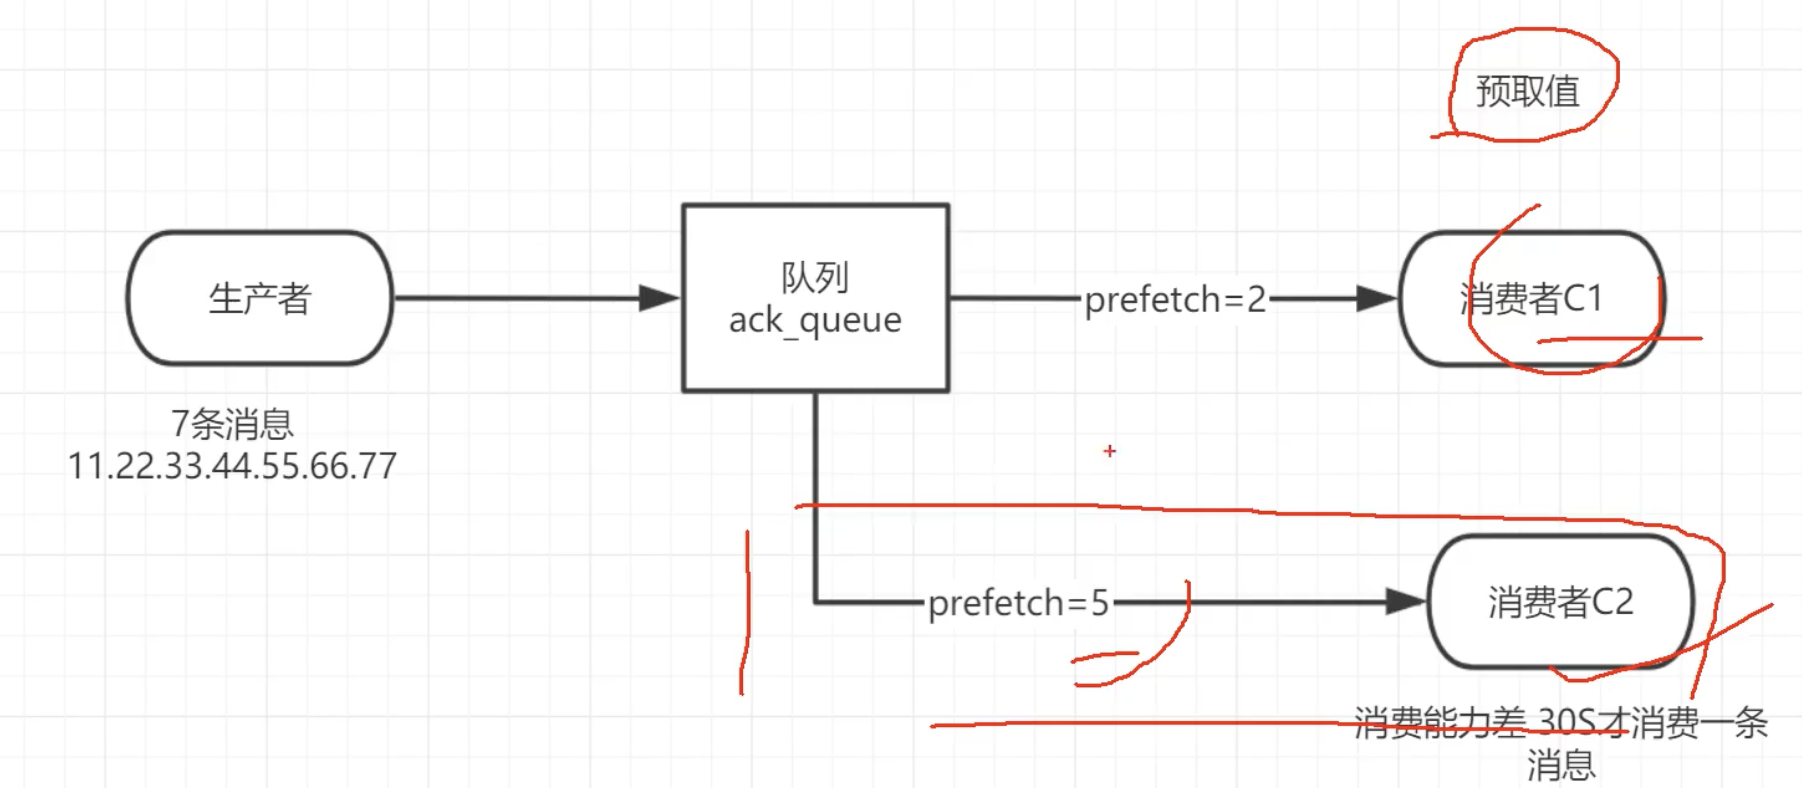 预取值
生产者
队列
ack_queue
prefetch=2
消费者C1
7条消息
11.22.33.44.55.66.77
prefetch=5
消费者C2
消费能力差 30S才消费一条
消息